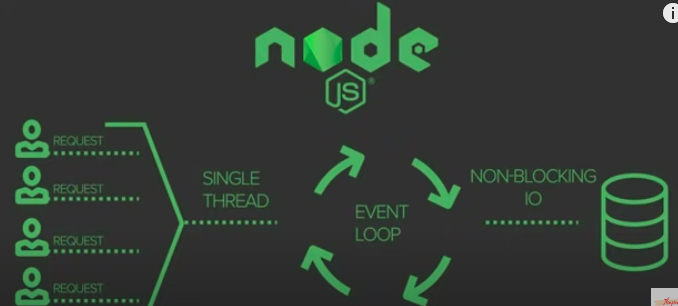 node
JS
®
REQUEST
REQUEST
REQUEST
REQUEST
SINGLE
THREAD
EVENT
LOOP
NON-BLOCKING
IO
i